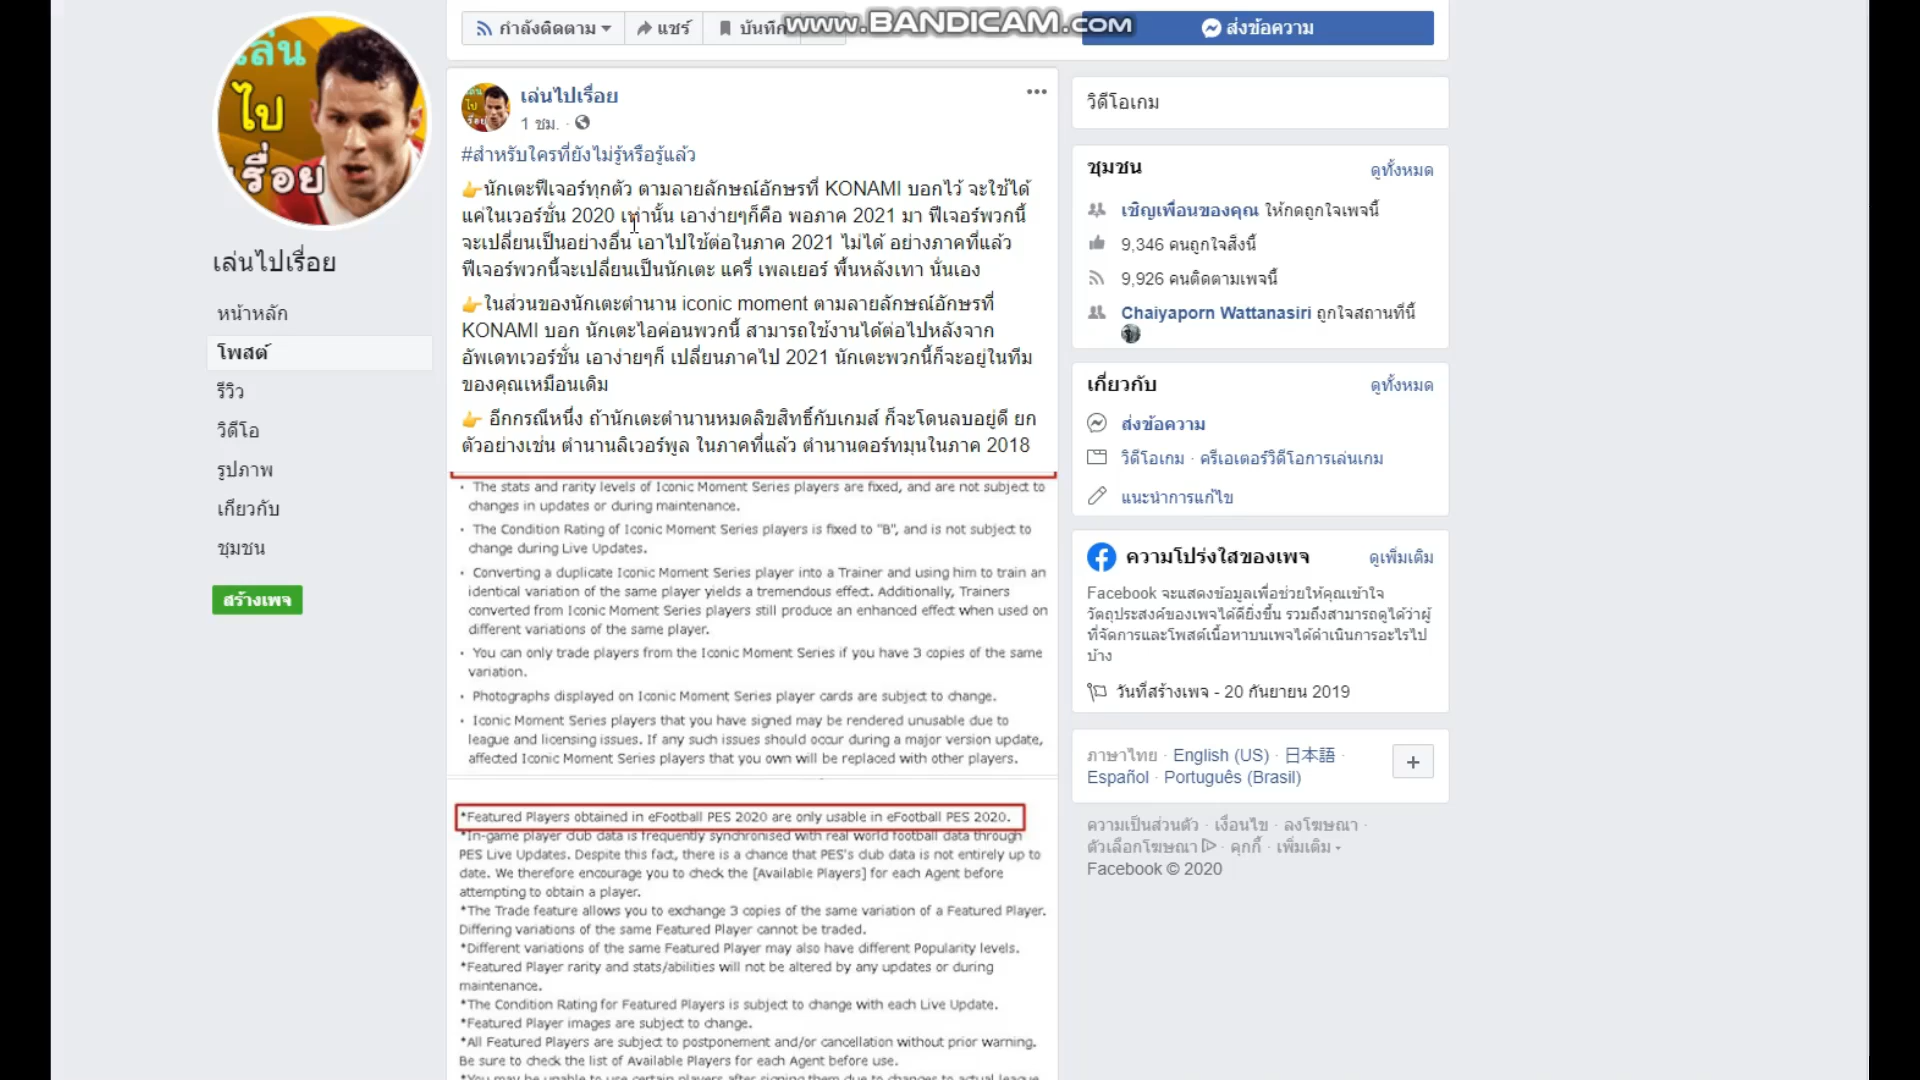 เล่น
ไป
เรื่อย
เล่นไปเรื่อย
หน้าหลัก
โพสต์
รีวิว
วิดีโอ
รูปภาพ
เกี่ยวกับ
ชุมชน
สร้างเพจ
กำลังติดตาม
แชร์
บันทึก
www.BANDICAM.com
ส่งข้อความ
เล่นไปเรื่อย
1 ชม. ·
#สำหรับใครที่ยังไม่รู้หรือรู้แล้ว
👉นักเตะฟีเจอร์ทุกตัว ตามลายลักษณ์อักษรที่ KONAMI บอกไว้ จะใช้ได้
แค่ในเวอร์ชั่น 2020 เท่านั้น เอาง่ายๆก็คือ พอภาค 2021 มา ฟีเจอร์พวกนี้
จะเปลี่ยนเป็นอย่างอื่น เอาไปใช้ต่อในภาค 2021 ไม่ได้ อย่างภาคที่แล้ว
ฟีเจอร์พวกนี้จะเปลี่ยนเป็นนักเตะ แครี่ เพลเยอร์ พื้นหลังเทา นั่นเอง
👉ในส่วนของนักเตะตำนาน iconic moment ตามลายลักษณ์อักษรที่
KONAMI บอก นักเตะไอค่อนพวกนี้ สามารถใช้งานได้ต่อไปหลังจาก
อัพเดทเวอร์ชั่น เอาง่ายๆก็ เปลี่ยนภาคไป 2021 นักเตะพวกนี้ก็จะอยู่ในทีม
ของคุณเหมือนเดิม
👉 อีกกรณีหนึ่ง ถ้านักเตะตำนานหมดลิขสิทธิ์กับเกมส์ ก็จะโดนลบอยู่ดี ยก
ตัวอย่างเช่น ตำนานลิเวอร์พูล ในภาคที่แล้ว ตำนานดอร์ทมุนในภาค 2018
• The stats and rarity levels of Iconic Moment Series players are fixed, and are not subject to
changes in updates or during maintenance.
• The Condition Rating of Iconic Moment Series players is fixed to "B", and is not subject to
change during Live Updates.
• Converting a duplicate Iconic Moment Series player into a Trainer and using him to train an
identical variation of the same player yields a tremendous effect. Additionally, Trainers
converted from Iconic Moment Series players still produce an enhanced effect when used on
different variations of the same player.
• You can only trade players from the Iconic Moment Series if you have 3 copies of the same
variation.
• Photographs displayed on Iconic Moment Series player cards are subject to change.
• Iconic Moment Series players that you have signed may be rendered unusable due to
league and licensing issues. If any such issues should occur during a major version update,
affected Iconic Moment Series players that you own will be replaced with other players.
*Featured Players obtained in eFootball PES 2020 are only usable in eFootball PES 2020.
*In-game player club data is frequently synchronised with real world football data through
PES Live Updates. Despite this fact, there is a chance that PES's club data is not entirely up to
date. We therefore encourage you to check the [Available Players] for each Agent before
attempting to obtain a player.
*The Trade feature allows you to exchange 3 copies of the same variation of a Featured Player.
Differing variations of the same Featured Player cannot be traded.
*Different variations of the same Featured Player may also have different Popularity levels.
*Featured Player rarity and stats/abilities will not be altered by any updates or during
maintenance.
*The Condition Rating for Featured Players is subject to change with each Live Update.
*Featured Player images are subject to change.
*All Featured Players are subject to postponement and/or cancellation without prior warning.
Be sure to check the list of Available Players for each Agent before use.
*You may be unable to use certain players after signing them due to changes to actual league
วิดีโอเกม
ชุมชน
ดูทั้งหมด
เชิญเพื่อนของคุณ ให้กดถูกใจเพจนี้
9,346 คนถูกใจสิ่งนี้
9,926 คนติดตามเพจนี้
Chaiyaporn Wattanasiri ถูกใจสถานที่นี้
เกี่ยวกับ
ดูทั้งหมด
ส่งข้อความ
วิดีโอเกม · ครีเอเตอร์วิดีโอการเล่นเกม
แนะนำการแก้ไข
ความโปร่งใสของเพจ
ดูเพิ่มเติม
Facebook จะแสดงข้อมูลเพื่อช่วยให้คุณเข้าใจ
วัตถุประสงค์ของเพจได้ดียิ่งขึ้น รวมถึงสามารถดูได้ว่าผู้
ที่จัดการและโพสต์เนื้อหาบนเพจได้ดำเนินการอะไรไป
บ้าง
วันที่สร้างเพจ - 20 กันยายน 2019
ภาษาไทย · English (US) · 日本語 ·
Español · Português (Brasil)
ความเป็นส่วนตัว · เงื่อนไข · ลงโฆษณา ·
ตัวเลือกโฆษณา · คุกกี้ · เพิ่มเติม
Facebook © 2020